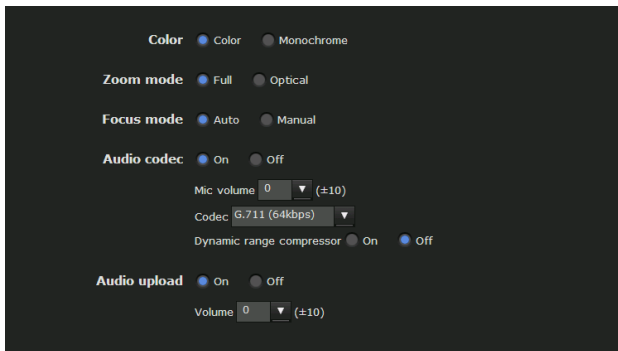 Color Color Monochrome
Zoom mode Full Optical
Focus mode Auto Manual
Audio codec On Off
Mic volume 0 (±10)
Codec G.711 (64kbps)
Dynamic range compressor On Off
Audio upload On Off
Volume 0 (±10)